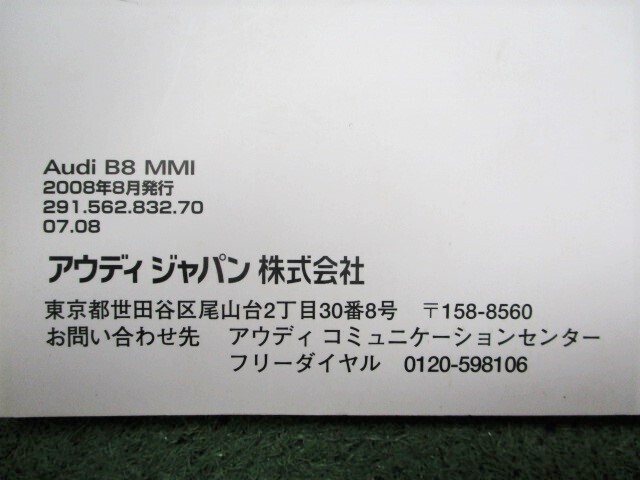 Audi B8 MMI
2008年8月発行
291.562.832.70
07.08
アウディ ジャパン 株式会社
東京都世田谷区尾山台2丁目30番8号 〒158-8560
お問い合わせ先 アウディ コミュニケーションセンター
フリーダイヤル 0120-598106